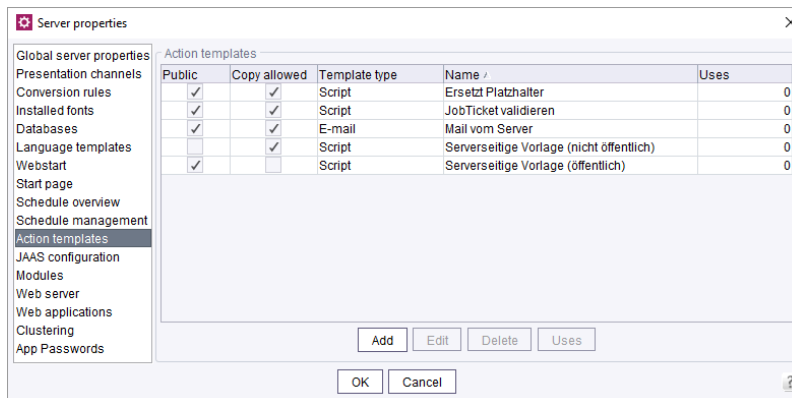 Server properties
Global server properties
Presentation channels
Conversion rules
Installed fonts
Databases
Language templates
Webstart
Start page
Schedule overview
Schedule management
Action templates
JAAS configuration
Modules
Web server
Web applications
Clustering
App Passwords
Action templates
Public Copy allowed Template type Name Uses
Script Ersetzt Platzhalter 0
Script JobTicket validieren 0
E-mail Mail vom Server 0
Script Serverseitige Vorlage (nicht öffentlich) 0
Script Serverseitige Vorlage (öffentlich) 0
Add Edit Delete Uses
OK Cancel
?